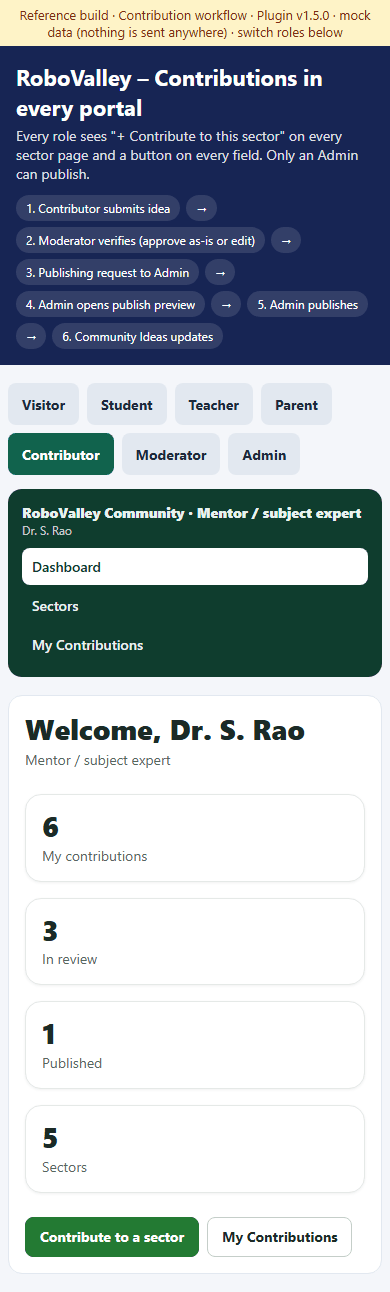 Reference build · Contribution workflow · Plugin v1.5.0 · mock
data (nothing is sent anywhere) · switch roles below
RoboValley – Contributions in
every portal
Every role sees "+ Contribute to this sector" on every
sector page and a button on every field. Only an Admin
can publish.
1. Contributor submits idea →
2. Moderator verifies (approve as-is or edit) →
3. Publishing request to Admin →
4. Admin opens publish preview → 5. Admin publishes
→ 6. Community Ideas updates
Visitor Student Teacher Parent
Contributor Moderator Admin
RoboValley Community · Mentor / subject expert
Dr. S. Rao
Dashboard
Sectors
My Contributions
Welcome, Dr. S. Rao
Mentor / subject expert
6
My contributions
3
In review
1
Published
5
Sectors
Contribute to a sector My Contributions